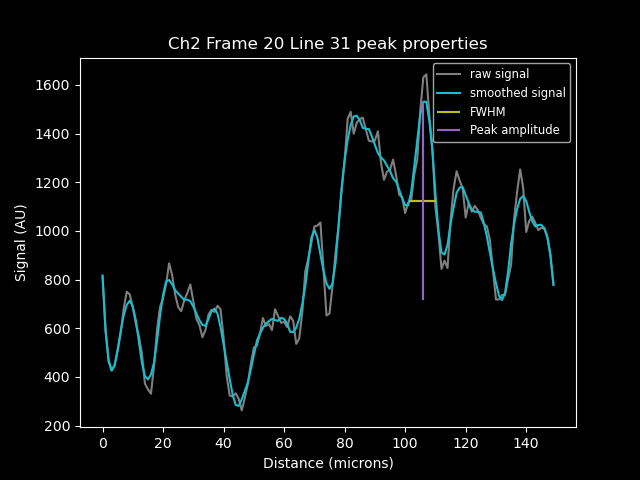 Ch2 Frame 20 Line 31 peak properties
raw signal
smoothed signal
FWHM
Peak amplitude
Signal (AU)
1600
1400
1200
1000
800
600
400
200
0 20 40 60 80 100 120 140
Distance (microns)